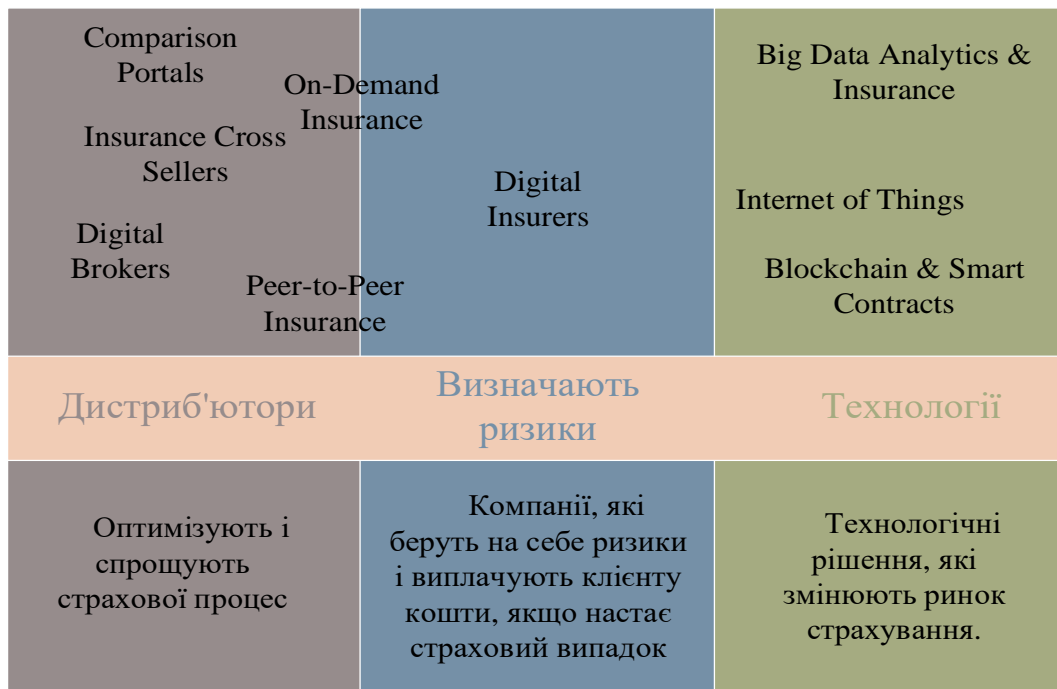 Comparison
Portals
On-Demand
Insurance
Insurance Cross
Sellers
Digital
Brokers
Peer-to-Peer
Insurance
Digital
Insurers
Big Data Analytics &
Insurance
Internet of Things
Blockchain & Smart
Contracts
Дистриб'ютори
Визначають
ризики
Технології
Оптимізують і
спрощують
страхової процес
Компанії, які
беруть на себе ризики
і виплачують клієнту
кошти, якщо настає
страховий випадок
Технологічні
рішення, які
змінюють ринок
страхування.